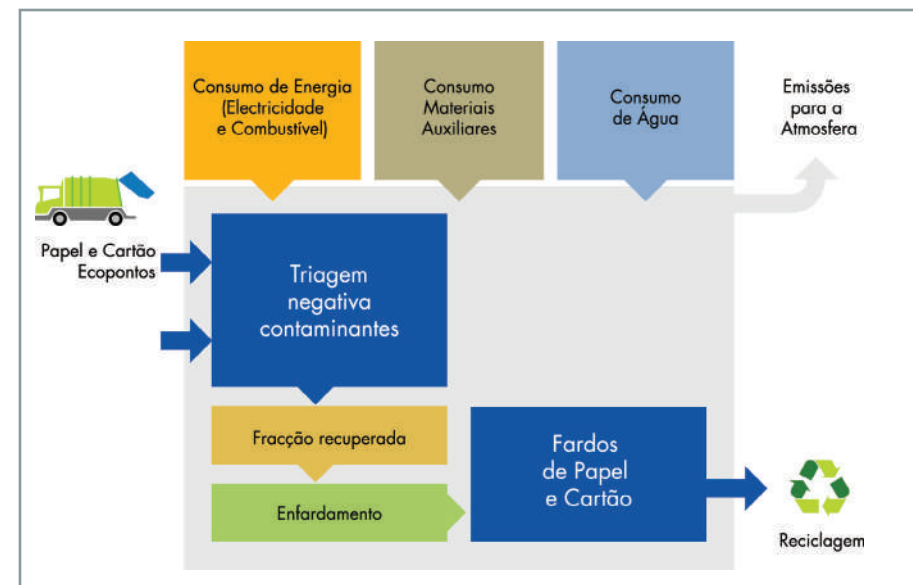 Consumo de Energia
(Electricidade
e Combustível)
Consumo
Materiais
Auxiliares
Consumo
de Água
Emissões
para a
Atmosfera
Papel e Cartão
Ecopontos
Triagem
negativa
contaminantes
Fracção recuperada
Enfardamento
Fardos
de Papel
e Cartão
Reciclagem